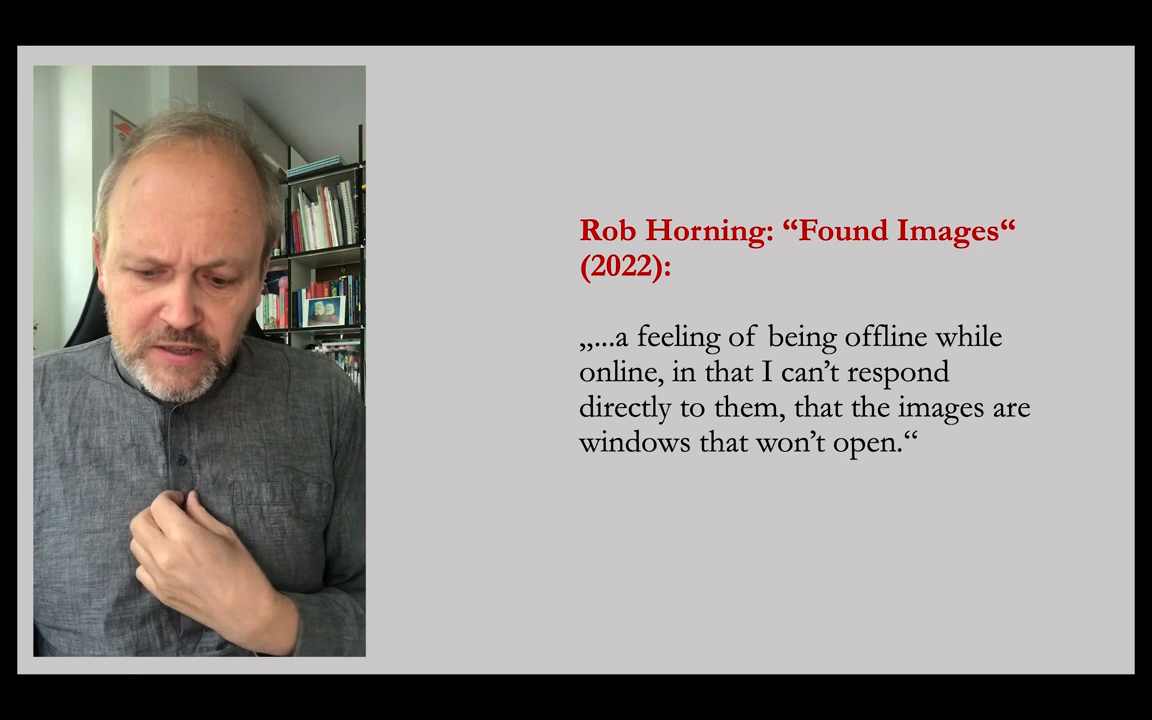 Rob Horning: “Found Images“
(2022):
„...a feeling of being offline while
online, in that I can’t respond
directly to them, that the images are
windows that won’t open.“